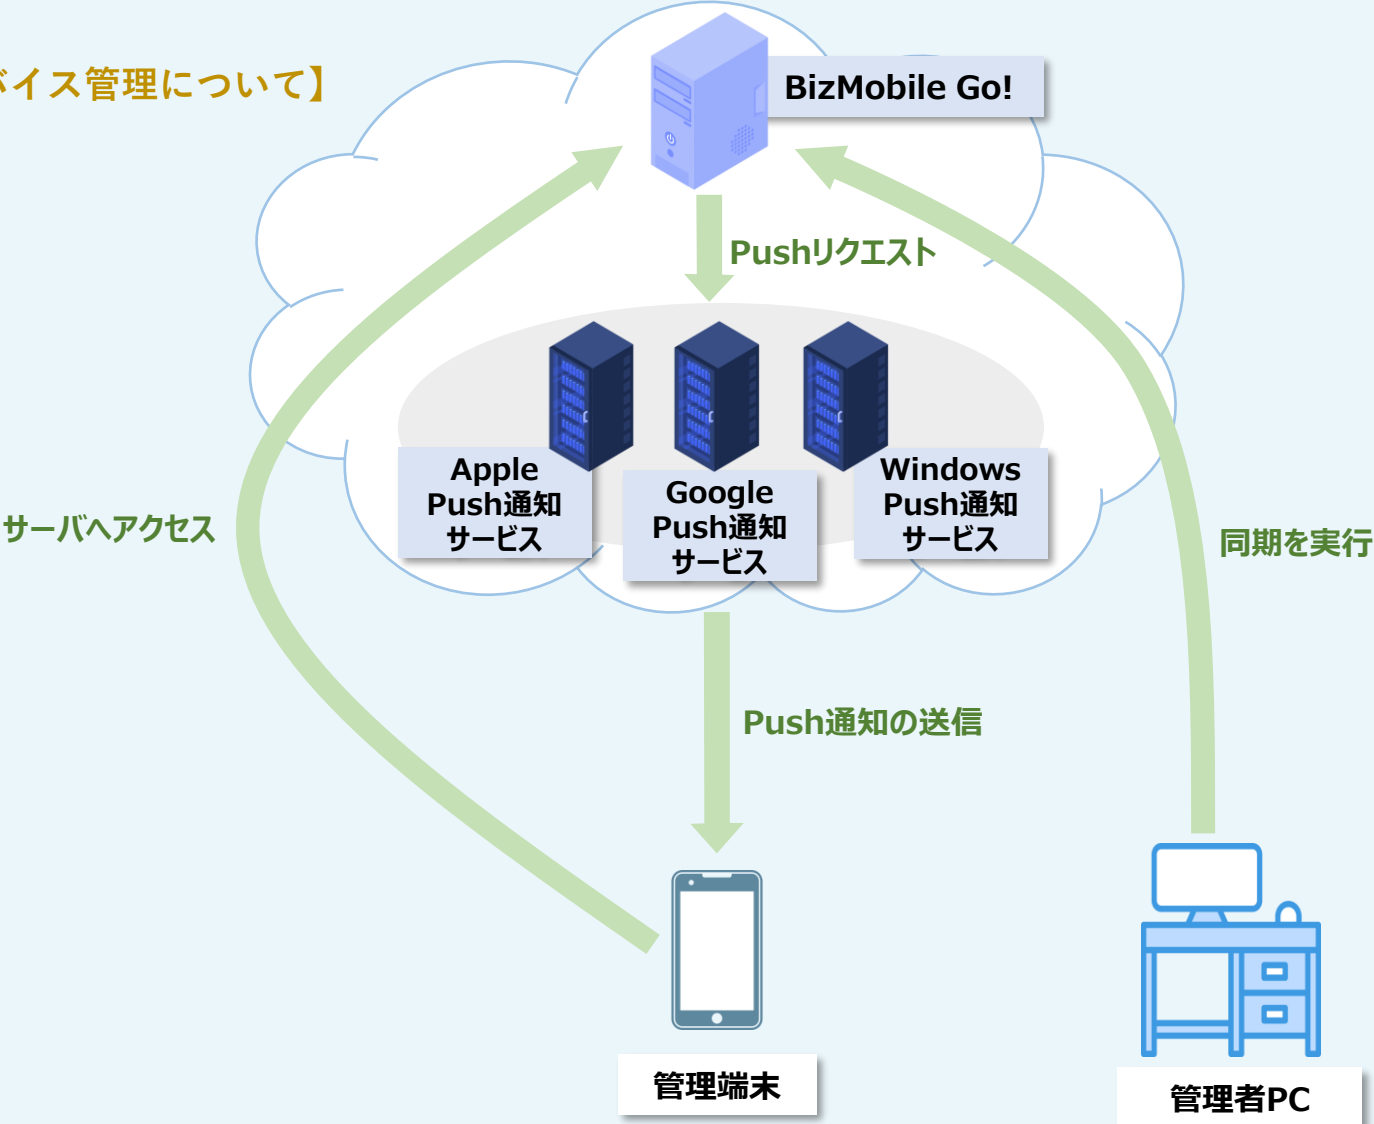 バイス管理について】
BizMobile Go!
Pushリクエスト
Apple
Push通知
サービス
Google
Push通知
サービス
Windows
Push通知
サービス
サーバへアクセス
同期を実行
Push通知の送信
管理端末
管理者PC